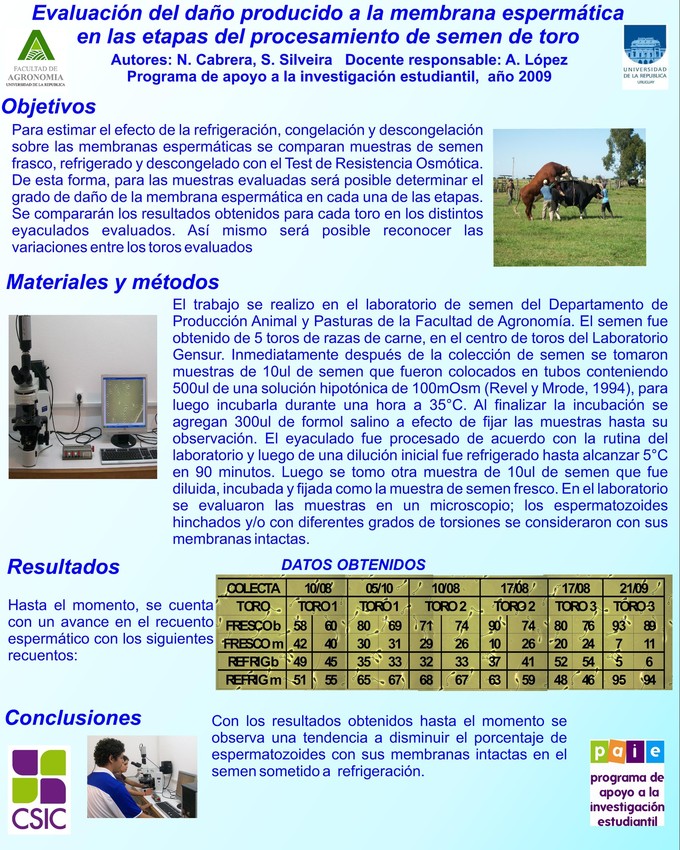 Evaluación del daño producido a la membrana espermática
en las etapas del procesamiento de semen de toro
Autores: N. Cabrera, S. Silveira Docente responsable: A. López
Programa de apoyo a la investigación estudiantil, año 2009
FACULTAD DE
AGRONOMIA
UNIVERSIDAD DE LA REPUBLICA
UNIVERSIDAD
DE LA REPUBLICA
URUGUAY
Objetivos
Para estimar el efecto de la refrigeración, congelación y descongelación
sobre las membranas espermáticas se comparan muestras de semen
frasco, refrigerado y descongelado con el Test de Resistencia Osmótica.
De esta forma, para las muestras evaluadas será posible determinar el
grado de daño de la membrana espermática en cada una de las etapas.
Se compararán los resultados obtenidos para cada toro en los distintos
eyaculados evaluados. Así mismo será posible reconocer las
variaciones entre los toros evaluados
Materiales y métodos
El trabajo se realizo en el laboratorio de semen del Departamento de
Producción Animal y Pasturas de la Facultad de Agronomía. El semen fue
obtenido de 5 toros de razas de carne, en el centro de toros del Laboratorio
Gensur. Inmediatamente después de la colección de semen se tomaron
muestras de 10ul de semen que fueron colocados en tubos conteniendo
500ul de una solución hipotónica de 100mOsm (Revel y Mrode, 1994), para
luego incubarla durante una hora a 35°C. Al finalizar la incubación se
agregan 300ul de formol salino a efecto de fijar las muestras hasta su
observación. El eyaculado fue procesado de acuerdo con la rutina del
laboratorio y luego de una dilución inicial fue refrigerado hasta alcanzar 5°C
en 90 minutos. Luego se tomo otra muestra de 10ul de semen que fue
diluida, incubada y fijada como la muestra de semen fresco. En el laboratorio
se evaluaron las muestras en un microscopio; los espermatozoides
hinchados y/o con diferentes grados de torsiones se consideraron con sus
membranas intactas.
Resultados
Hasta el momento, se cuenta
con un avance en el recuento
espermático con los siguientes
recuentos:
DATOS OBTENIDOS
COLECTA 10/08 05/10 10/08 17/08 17/08 21/09
TORO TORO 1 TORO 1 TORO 2 TORO 2 TORO 3 TORO 3
FRESCO b 58 60 80 69 71 74 90 74 80 76 93 89
FRESCO m 42 40 30 31 29 26 10 26 20 24 7 11
REFRIG b 49 45 35 33 32 33 37 41 52 54 5 6
REFRIG m 51 55 65 67 68 67 63 59 48 46 95 94
Conclusiones
Con los resultados obtenidos hasta el momento se
observa una tendencia a disminuir el porcentaje de
espermatozoides con sus membranas intactas en el
semen sometido a refrigeración.
CSIC
paie
programa de
apoyo a la
investigación
estudiantil